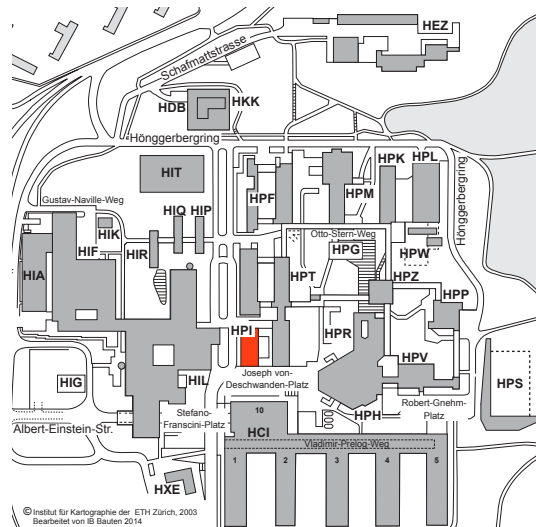 HEZ
Schafmattstrasse
HDB
HKK
Hönggerbergring
HIT
HPF
HPM
HPK
HPL
Hönggerbergring
Gustav-Naville-Weg
HIK
HIQ
HIP
HIF
HIR
HIA
Otto-Stern-Weg
HPG
HPW
HPT
HPZ
HPP
HPI
HPR
HPV
HIG
HIL
Joseph von-
Deschwanden-Platz
HPS
Stefano-
Franscini-Platz
Albert-Einstein-Str.
HPH
Robert-Gnehm-
Platz
10
HCI
Vladimir-Prelog-Weg
1 2 3 4 5
HXE
© Institut für Kartographie der ETH Zürich, 2003
Bearbeitet von IB Bauten 2014